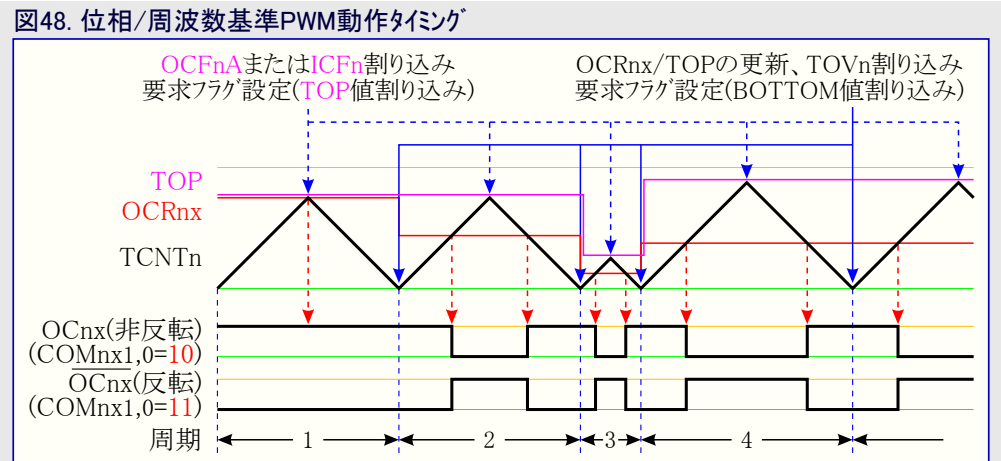 図48. 位相/周波数基準PWM動作ﾀｲﾐﾝｸﾞ
OCFnAまたはICFn割り込み
要求ﾌﾗｸﾞ設定(TOP値割り込み)
OCRnx/TOPの更新、TOVn割り込み
要求ﾌﾗｸﾞ設定(BOTTOM値割り込み)
TOP
OCRnx
TCNTn
OCnx(非反転)
(COMnx1,0=10)
OCnx(反転)
(COMnx1,0=11)
周期 1 2 3 4